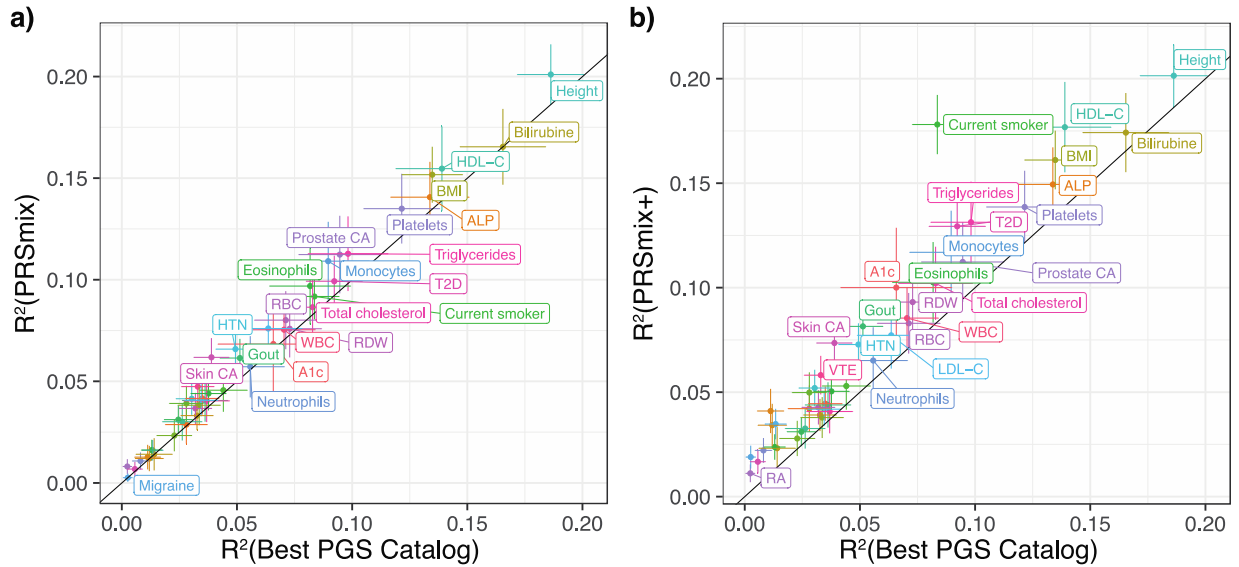 a)
R²(PRSmix)
0.20
0.15
0.10
0.05
0.00
Height
Bilirubine
HDL−C
BMI
ALP
Platelets
Prostate CA
Triglycerides
Monocytes
Eosinophils
T2D
RBC
Total cholesterol
Current smoker
HTN
WBC
RDW
Gout
A1c
Skin CA
Neutrophils
Migraine
0.00 0.05 0.10 0.15 0.20
R²(Best PGS Catalog)
b)
R²(PRSmix+)
0.20
0.15
0.10
0.05
0.00
Height
Current smoker
HDL−C
Bilirubine
BMI
ALP
Triglycerides
Platelets
T2D
Monocytes
A1c
Eosinophils
Prostate CA
Gout
RDW
Total cholesterol
Skin CA
WBC
HTN
RBC
VTE
LDL−C
Neutrophils
RA
0.00 0.05 0.10 0.15 0.20
R²(Best PGS Catalog)